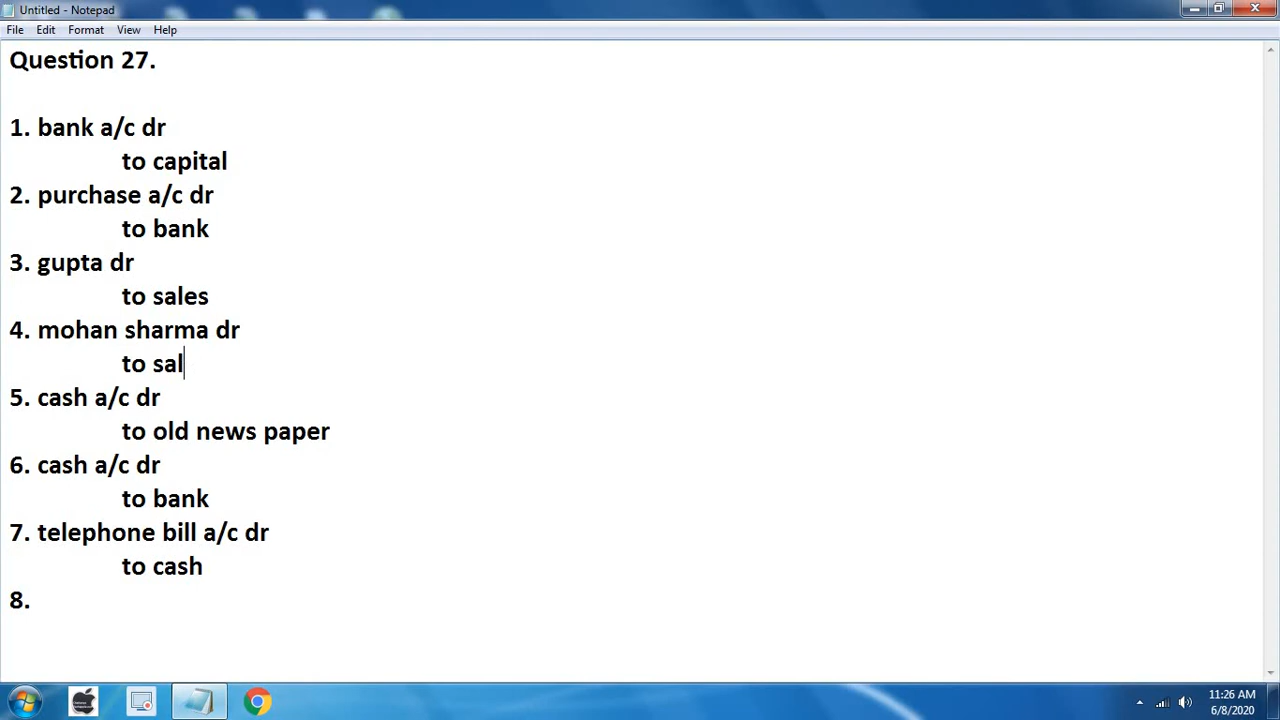 Untitled - Notepad
File Edit Format View Help
Question 27.
1. bank a/c dr
to capital
2. purchase a/c dr
to bank
3. gupta dr
to sales
4. mohan sharma dr
to sal
5. cash a/c dr
to old news paper
6. cash a/c dr
to bank
7. telephone bill a/c dr
to cash
8.
11:26 AM
6/8/2020